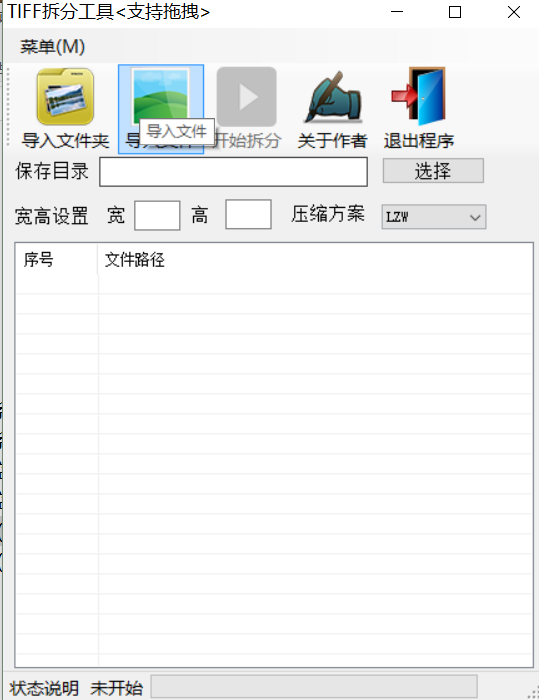 TIFF拆分工具<支持拖拽>
菜单(M)
导入文件夹 导入文件 开始拆分 关于作者 退出程序
导入文件
保存目录 选择
宽高设置 宽 高 压缩方案 LZW
序号 文件路径
状态说明 未开始